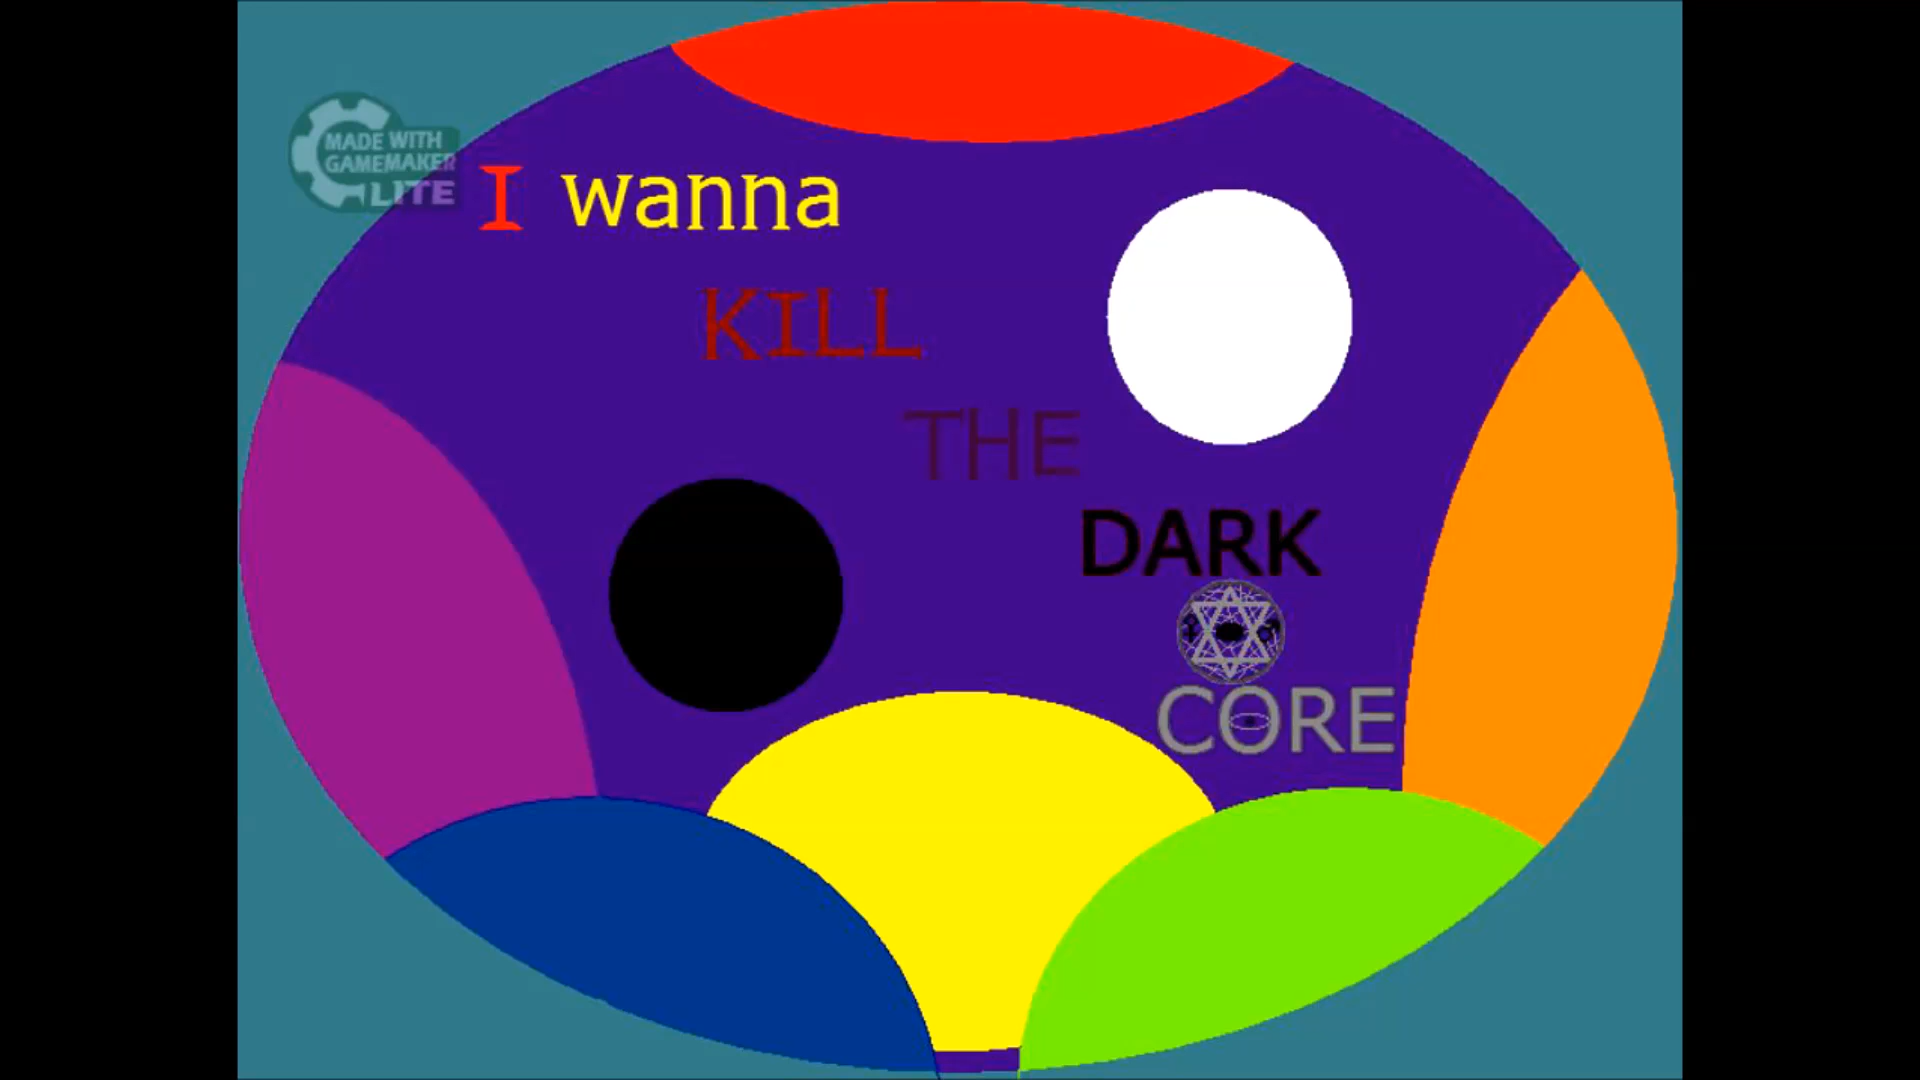 MADE WITH
GAMEMAKER
LITE
I wanna
KILL
THE
DARK
CORE